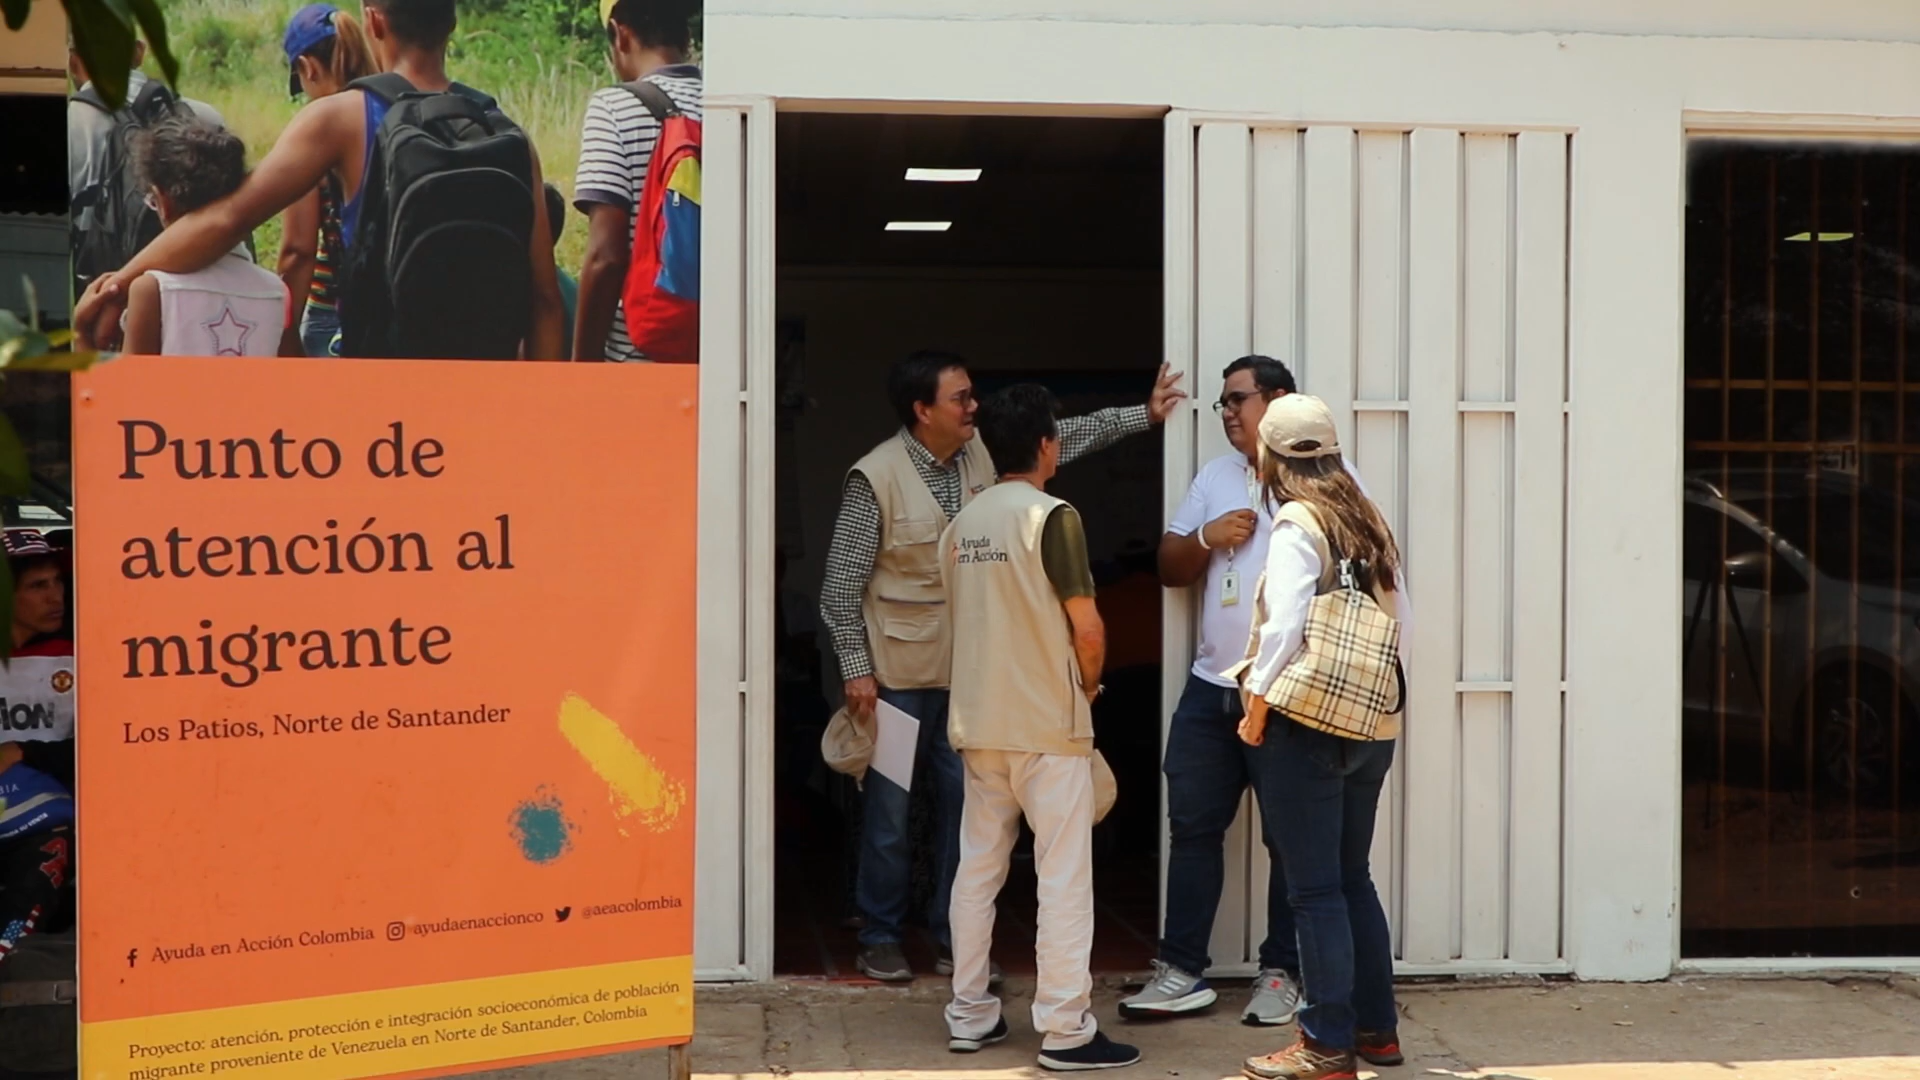 Punto de
atención al
migrante
Los Patios, Norte de Santander
Ayuda en Acción Colombia ayudaenaccionco @aeacolombia
Proyecto: atención, protección e integración socioeconómica de población
migrante proveniente de Venezuela en Norte de Santander, Colombia
Ayuda
en Acción